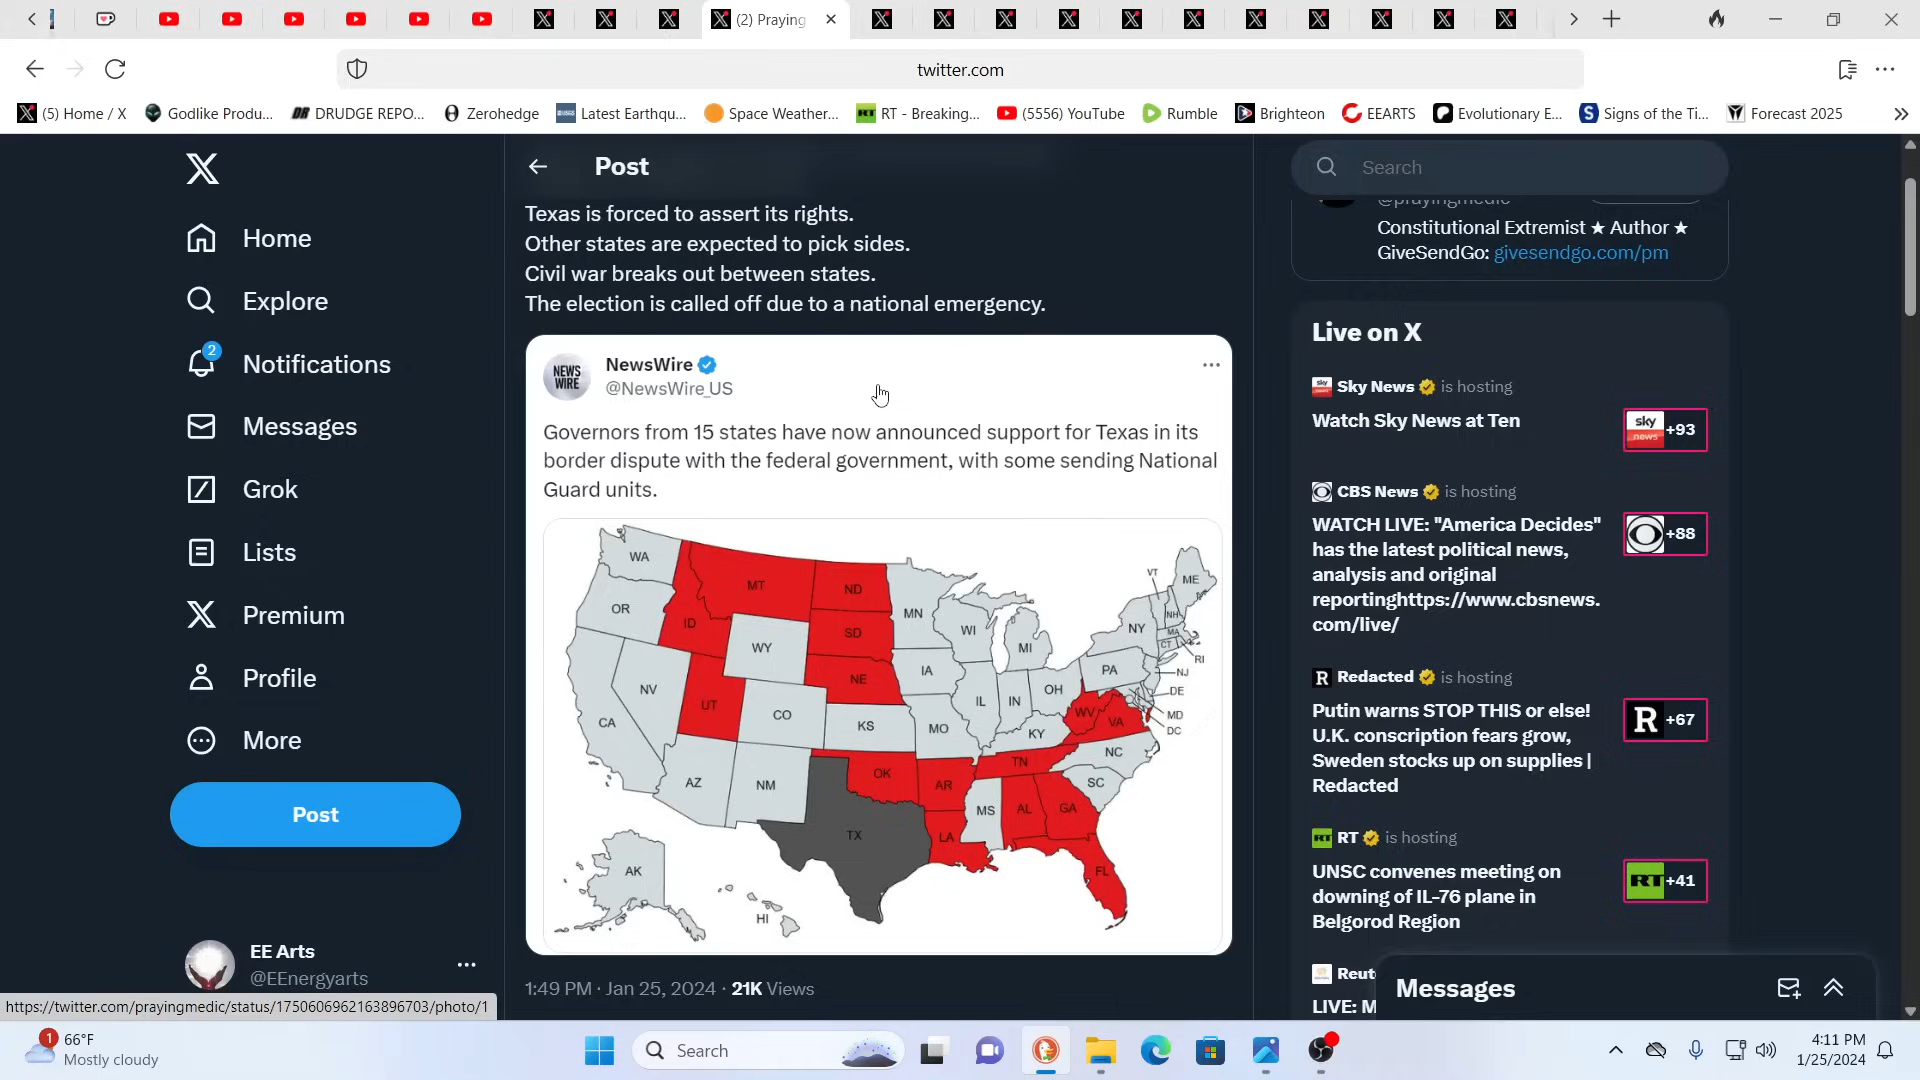 (2) Praying
twitter.com
(5) Home / X
Godlike Produ...
DRUDGE REPO...
Zerohedge
Latest Earthqu...
Space Weather...
RT - Breaking...
(5556) YouTube
Rumble
Brighteon
EEARTS
Evolutionary E...
Signs of the Ti...
Forecast 2025
Home
Explore
2
Notifications
Messages
Grok
Lists
Premium
Profile
More
Post
EE Arts
@EEnergyarts
Post
Texas is forced to assert its rights.
Other states are expected to pick sides.
Civil war breaks out between states.
The election is called off due to a national emergency.
NEWS
WIRE
NewsWire
@NewsWire_US
Governors from 15 states have now announced support for Texas in its
border dispute with the federal government, with some sending National
Guard units.
WA
MT
ND
MN
VT
ME
OR
ID
SD
WI
MI
NY
NH
MA
CT
RI
WY
NE
IA
PA
NJ
NV
UT
CO
KS
IL
IN
OH
DE
CA
MO
KY
WV
VA
MD
DC
AZ
NM
OK
AR
TN
NC
SC
TX
LA
MS
AL
GA
FL
AK
HI
1:49 PM · Jan 25, 2024 · 21K Views
Search
@prayingmedic
Constitutional Extremist ★ Author ★
GiveSendGo: givesendgo.com/pm
Live on X
sky news
Sky News is hosting
Watch Sky News at Ten
sky
news
+93
CBS News is hosting
WATCH LIVE: "America Decides"
has the latest political news,
analysis and original
reportinghttps://www.cbsnews.
com/live/
+88
R
Redacted is hosting
Putin warns STOP THIS or else!
U.K. conscription fears grow,
Sweden stocks up on supplies |
Redacted
R
+67
RT
RT is hosting
UNSC convenes meeting on
downing of IL-76 plane in
Belgorod Region
RT
+41
Reut
LIVE: M
Messages
https://twitter.com/prayingmedic/status/1750606962163896703/photo/1
1
66°F
Mostly cloudy
Search
4:11 PM
1/25/2024